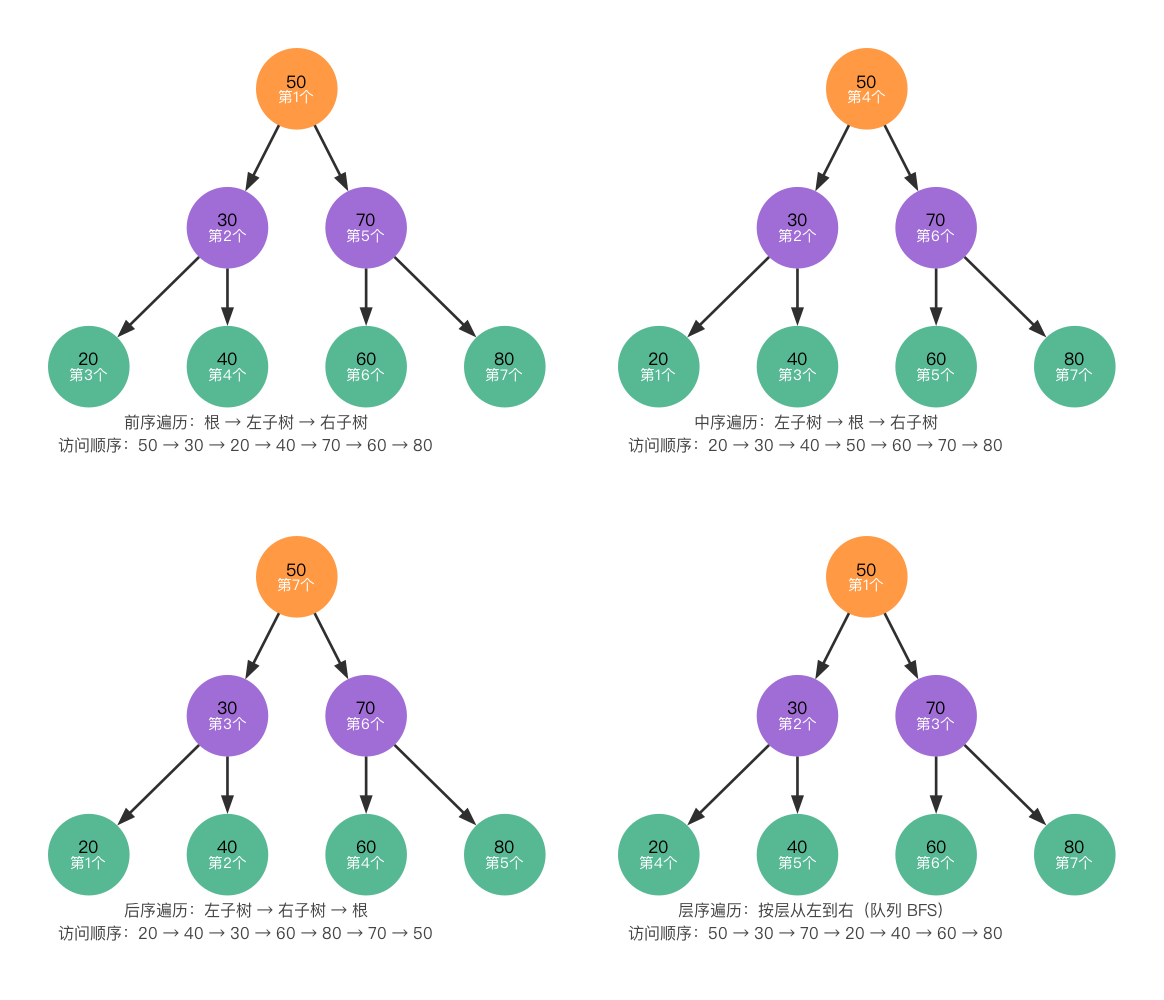 50
第1个
30
第2个
70
第5个
20
第3个
40
第4个
60
第6个
80
第7个
前序遍历：根 → 左子树 → 右子树
访问顺序：50 → 30 → 20 → 40 → 70 → 60 → 80
50
第4个
30
第2个
70
第6个
20
第1个
40
第3个
60
第5个
80
第7个
中序遍历：左子树 → 根 → 右子树
访问顺序：20 → 30 → 40 → 50 → 60 → 70 → 80
50
第7个
30
第3个
70
第6个
20
第1个
40
第2个
60
第4个
80
第5个
后序遍历：左子树 → 右子树 → 根
访问顺序：20 → 40 → 30 → 60 → 80 → 70 → 50
50
第1个
30
第2个
70
第3个
20
第4个
40
第5个
60
第6个
80
第7个
层序遍历：按层从左到右（队列 BFS）
访问顺序：50 → 30 → 70 → 20 → 40 → 60 → 80